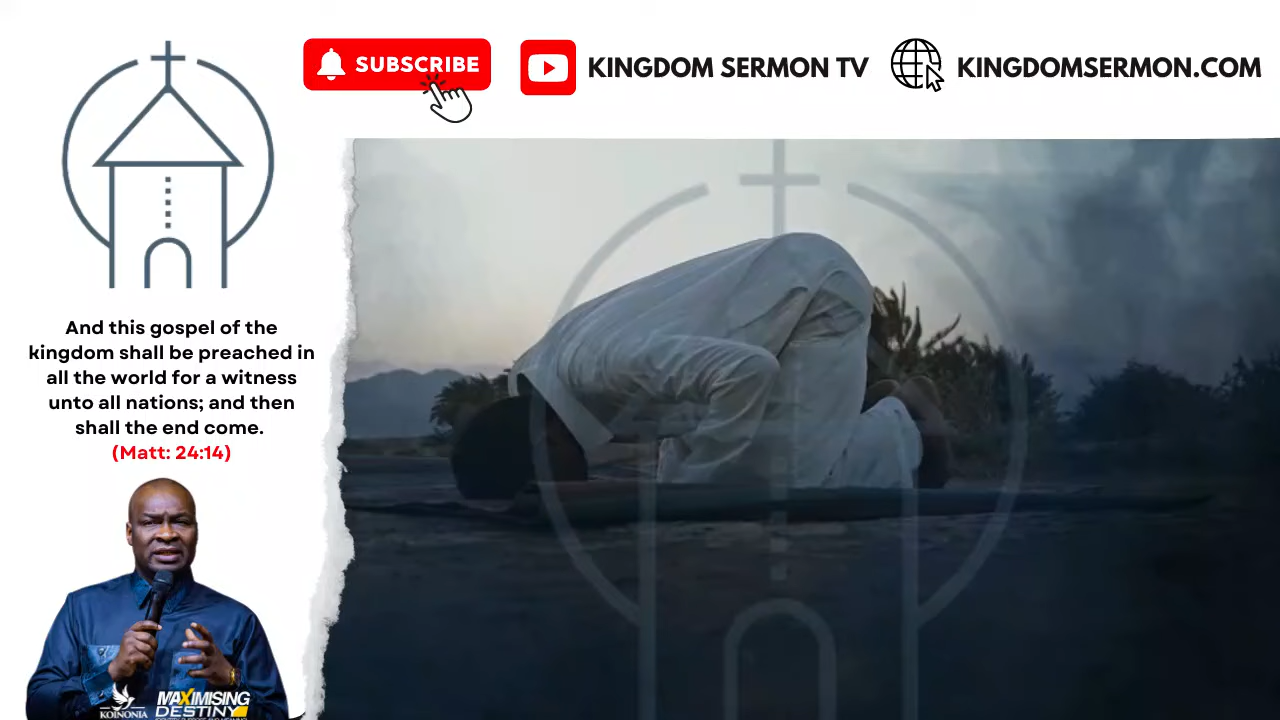 SUBSCRIBE
KINGDOM SERMON TV
KINGDOMSERMON.COM
And this gospel of the
kingdom shall be preached in
all the world for a witness
unto all nations; and then
shall the end come.
(Matt: 24:14)
KOINONIA
MAXIMISING
DESTINY